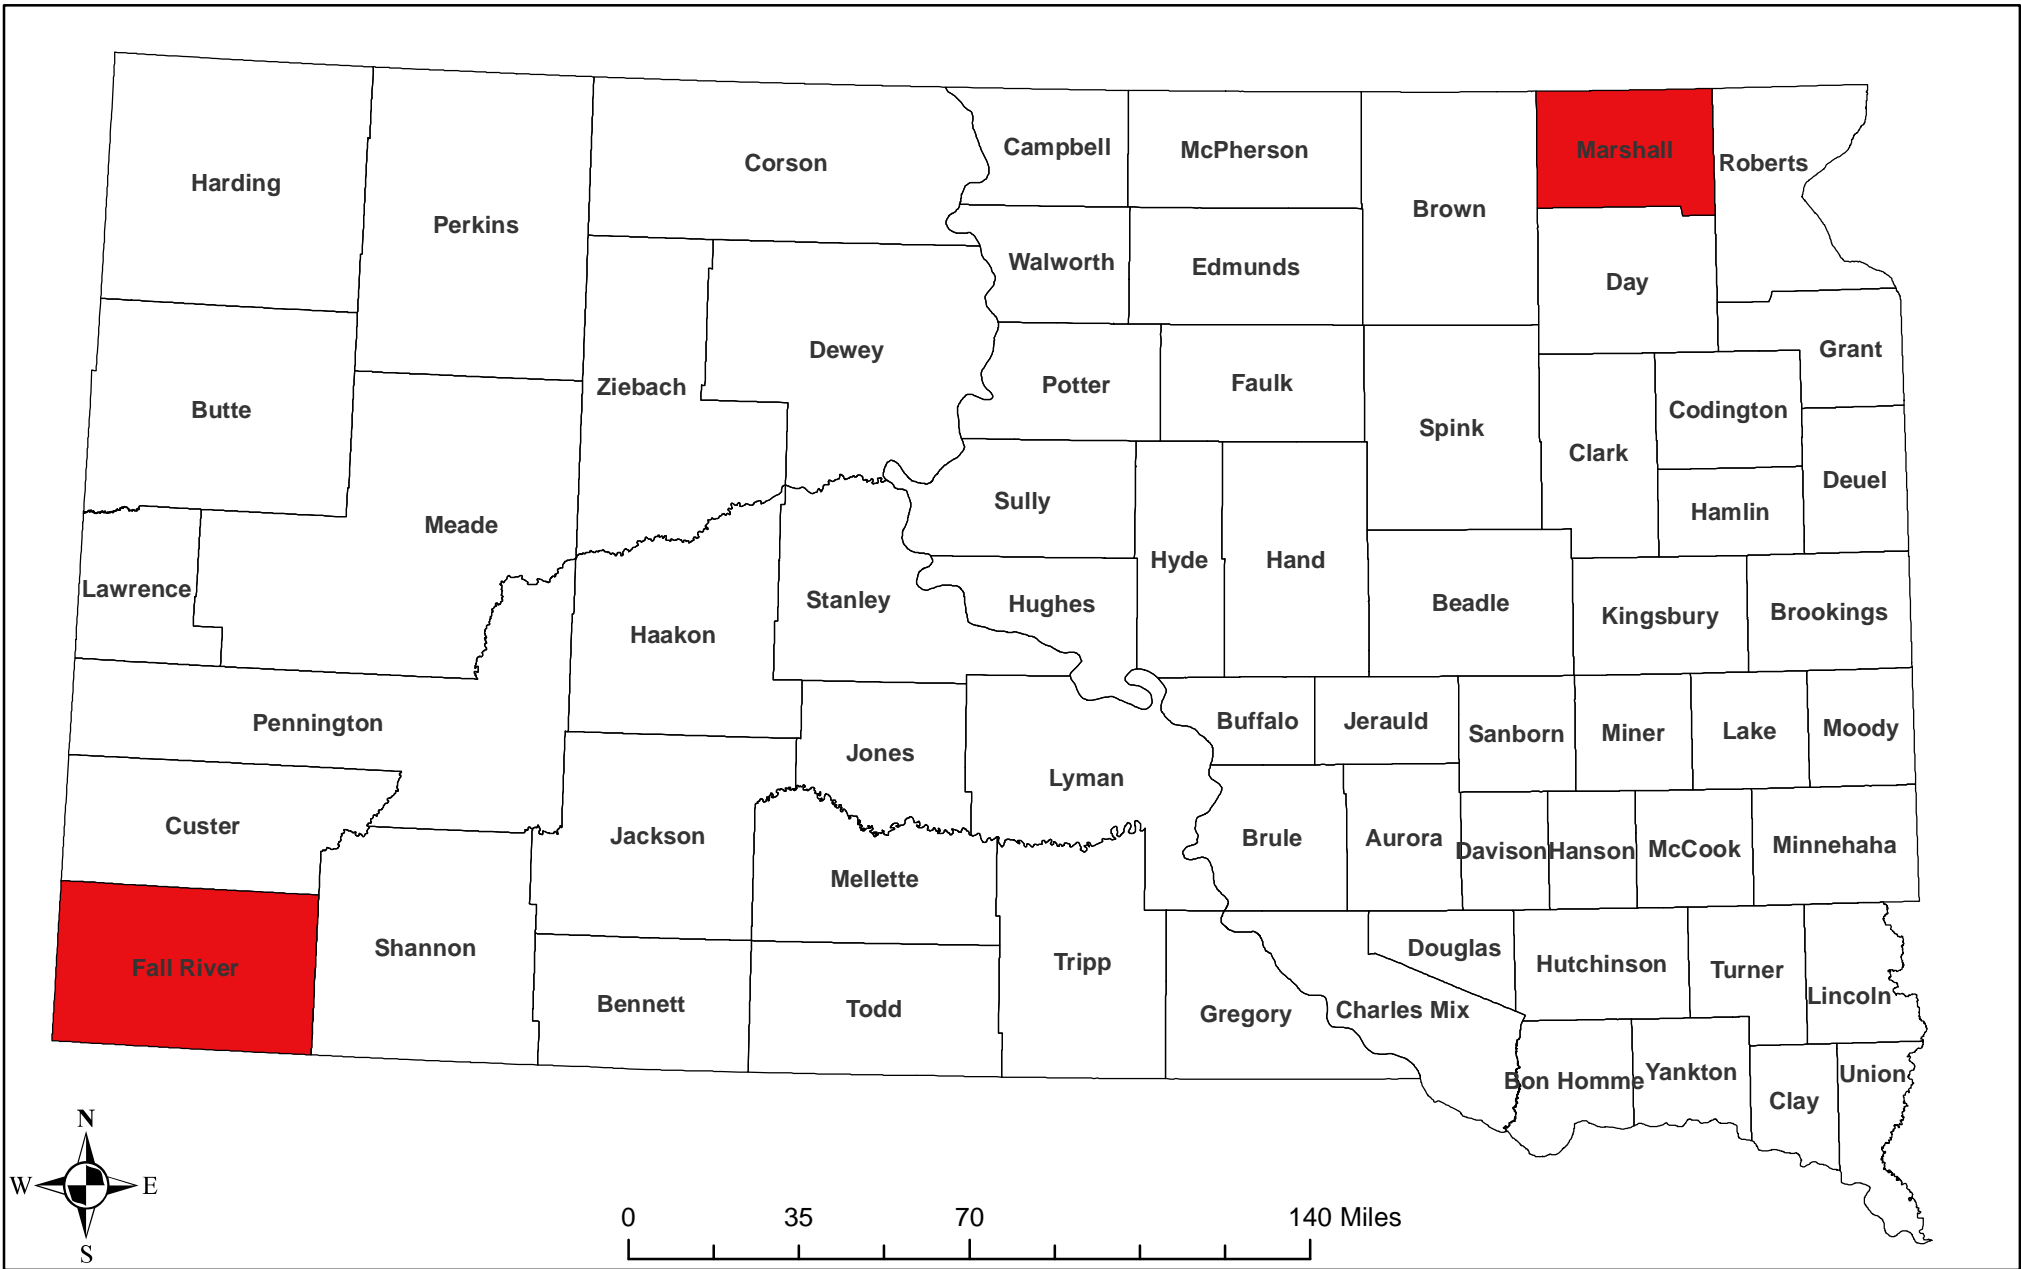 Campbell
McPherson
Marshall
Roberts
Corson
Harding
Brown
Perkins
Walworth
Edmunds
Day
Dewey
Grant
Ziebach
Potter
Faulk
Butte
Codington
Spink
Clark
Deuel
Sully
Hamlin
Meade
Hyde
Hand
Lawrence
Stanley
Hughes
Beadle
Brookings
Kingsbury
Haakon
Pennington
Buffalo
Jerauld
Sanborn
Miner
Lake
Moody
Jones
Lyman
Custer
Jackson
Brule
Aurora
Davison
Hanson
McCook
Minnehaha
Mellette
Shannon
Douglas
Fall River
Tripp
Hutchinson
Turner
Lincoln
Bennett
Todd
Gregory
Charles Mix
Bon Homme
Yankton
Union
Clay
N
W
E
S
0
35
70
140 Miles